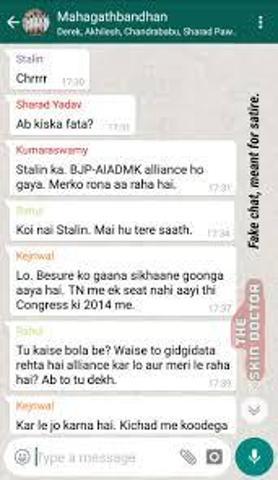 Mahagathbandhan
Derek, Akhilesh, Chandrababu, Sharad Paw..
Stalin
Chrrrr
17:30
Sharad Yadav
Ab kiska fata?
17:31
Kumaraswamy
Stalin ka. BJP-AIADMK alliance ho
gaya. Merko rona aa raha hai.
17:31
Rahul
Koi nai Stalin. Mai hu tere saath.
17:34
Kejriwal
Lo. Besure ko gaana sikhaane goonga
aaya hai. TN me ek seat nahi aayi thi
Congress ki 2014 me.
17:37
Rahul
Tu kaise bola be? Waise to gidgidata
rehta hai alliance kar lo aur meri le raha
hai? Ab to tu dekh.
17:39
Kejriwal
Kar le jo karna hai. Kichad me koodega
Type a message
Fake chat, meant for satire.
THE
SKIN DOCTOR